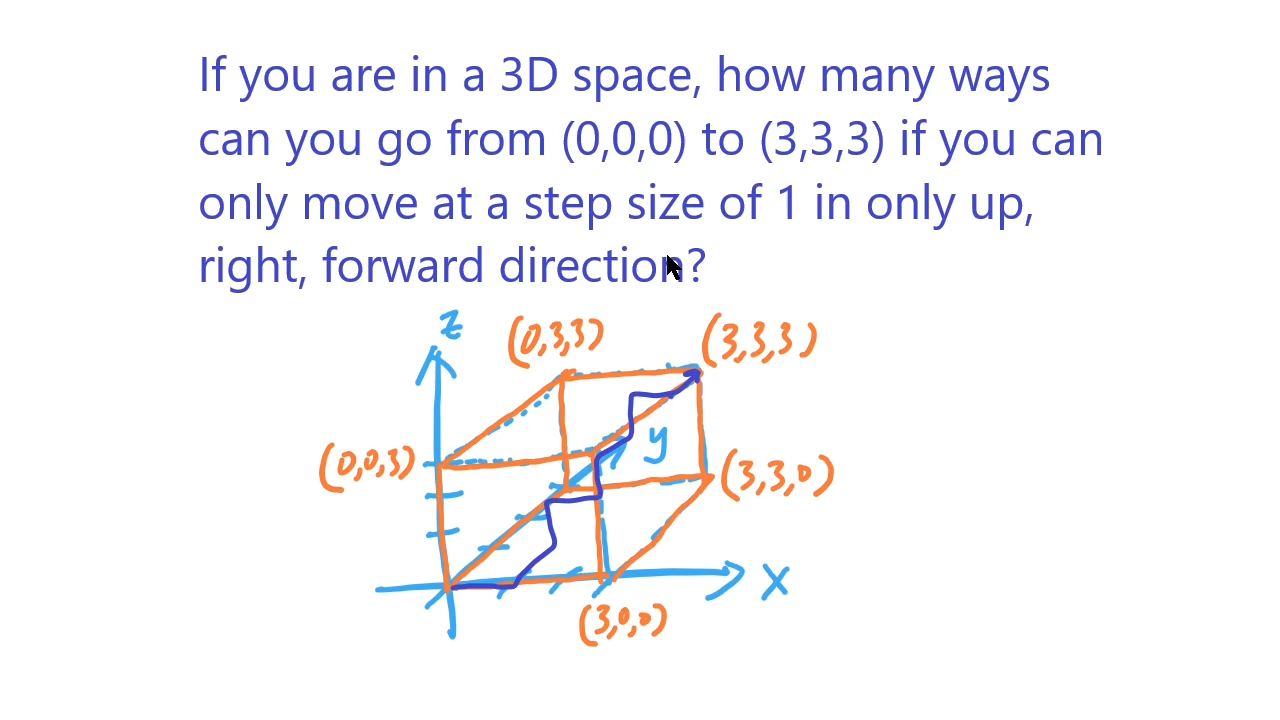 If you are in a 3D space, how many ways
can you go from (0,0,0) to (3,3,3) if you can
only move at a step size of 1 in only up,
right, forward direction?
z
(0,3,3)
(3,3,3)
y
(0,0,3)
(3,3,0)
x
(3,0,0)